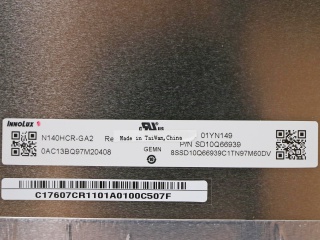 INNOLUX
N140HCR-GA2 Re
0AC13BQ97M20408
Made in TaiWan,China
GEMN
01YN149
P/N SD10Q66939
8SSD10Q66939C1TN97M60DV
C17607CR1101A0100C507F